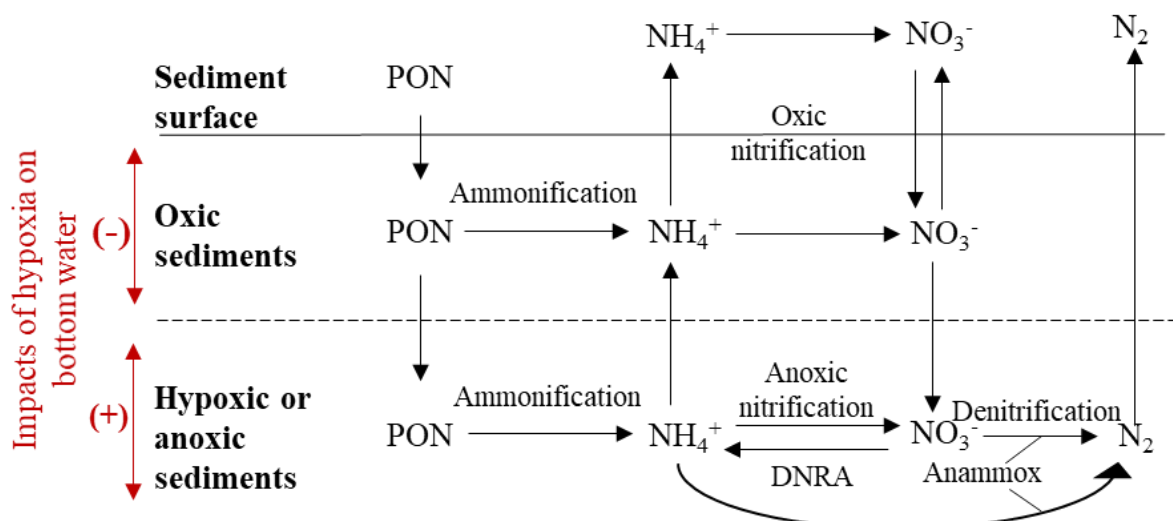 Impacts of hypoxia on
bottom water
(-)
(+)
NH₄⁺
NO₃⁻
N₂
Sediment
surface
PON
Oxic
nitrification
Oxic
sediments
PON
Ammonification
NH₄⁺
NO₃⁻
Hypoxic or
anoxic
sediments
PON
Ammonification
NH₄⁺
Anoxic
nitrification
DNRA
NO₃⁻
Denitrification
Anammox
N₂